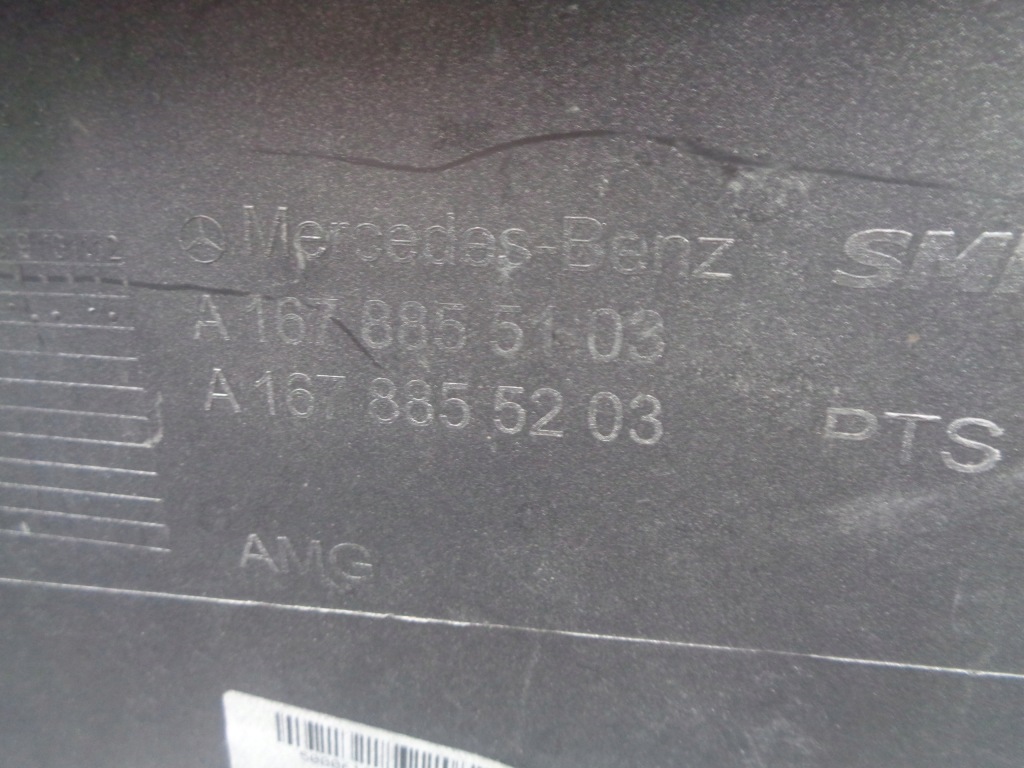 Mercedes-Benz
A 167 885 51 03
A 167 885 52 03
PTS
AMG